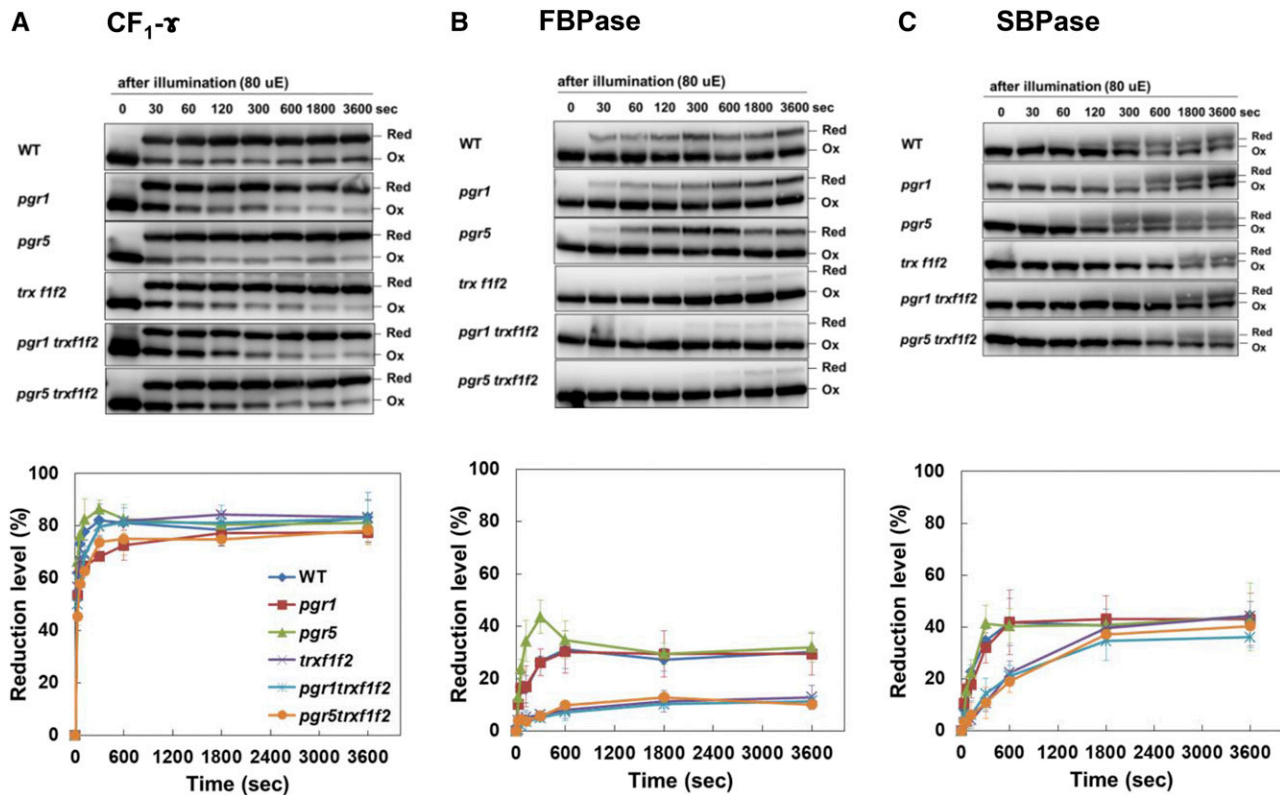 A CF1-ɤ
after illumination (80 uE)
0 30 60 120 300 600 1800 3600 sec
WT Red
Ox
pgr1 Red
Ox
pgr5 Red
Ox
trx f1f2 Red
Ox
pgr1 trxf1f2 Red
Ox
pgr5 trxf1f2 Red
Ox
B FBPase
after illumination (80 uE)
0 30 60 120 300 600 1800 3600 sec
WT Red
Ox
pgr1 Red
Ox
pgr5 Red
Ox
trx f1f2 Red
Ox
pgr1 trxf1f2 Red
Ox
pgr5 trxf1f2 Red
Ox
C SBPase
after illumination (80 uE)
0 30 60 120 300 600 1800 3600 sec
WT Red
Ox
pgr1 Red
Ox
pgr5 Red
Ox
trx f1f2 Red
Ox
pgr1 trxf1f2 Red
Ox
pgr5 trxf1f2 Red
Ox
Reduction level (%)
100
80
60
40
20
0
0 600 1200 1800 2400 3000 3600
Time (sec)
WT
pgr1
pgr5
trxf1f2
pgr1trxf1f2
pgr5trxf1f2
Reduction level (%)
100
80
60
40
20
0
0 600 1200 1800 2400 3000 3600
Time (sec)
Reduction level (%)
100
80
60
40
20
0
0 600 1200 1800 2400 3000 3600
Time (sec)